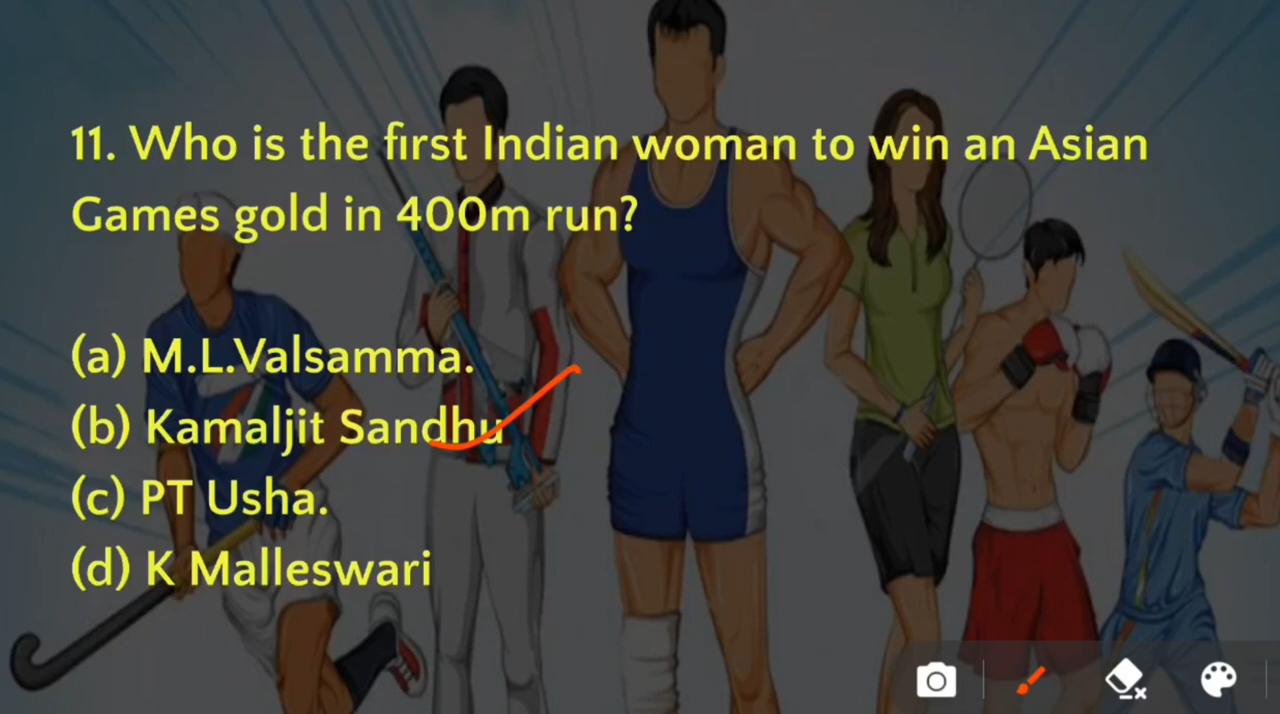 11. Who is the first Indian woman to win an Asian
Games gold in 400m run?
(a) M.L.Valsamma.
(b) Kamaljit Sandhu
(c) PT Usha.
(d) K Malleswari